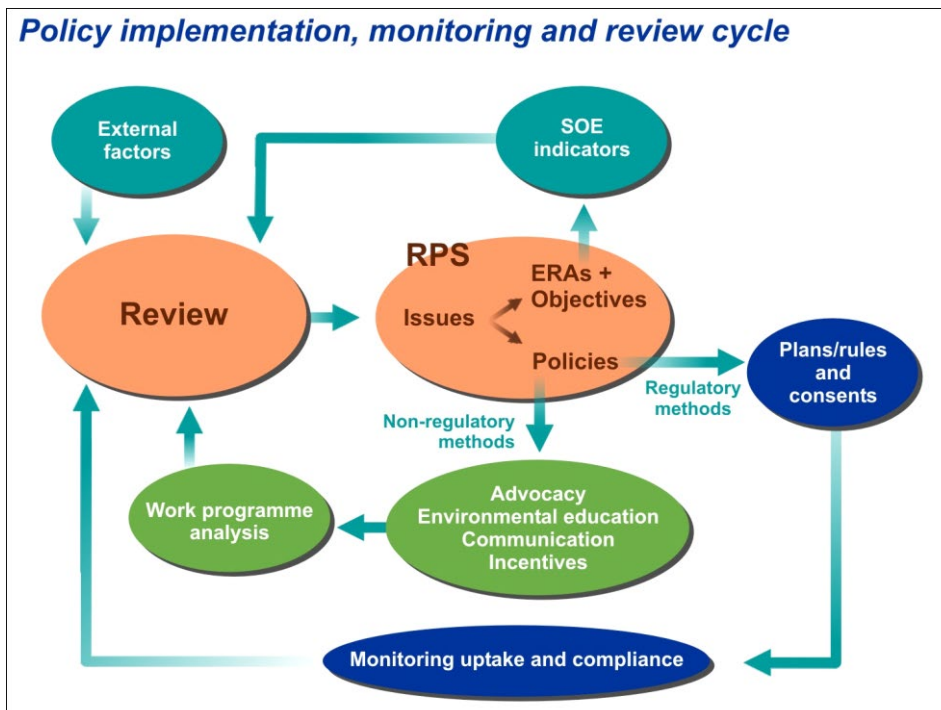 Policy implementation, monitoring and review cycle
External
factors
SOE
indicators
RPS
ERAs +
Objectives
Review
Issues
Policies
Plans/rules
and
consents
Regulatory
methods
Non-regulatory
methods
Work programme
analysis
Advocacy
Environmental education
Communication
Incentives
Monitoring uptake and compliance